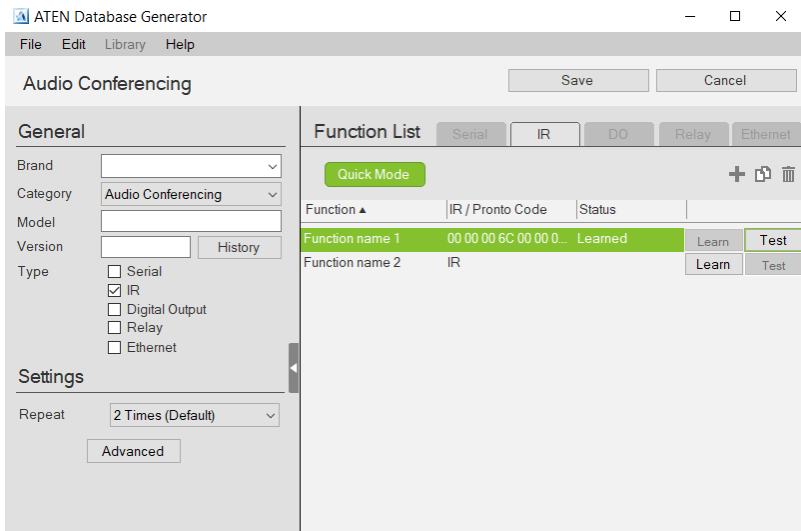 ATEN Database Generator
File Edit Library Help
Audio Conferencing Save Cancel
General
Brand
Category Audio Conferencing
Model
Version History
Type Serial
IR
Digital Output
Relay
Ethernet
Settings
Repeat 2 Times (Default)
Advanced
Function List Serial IR DO Relay Ethernet
Quick Mode
Function IR / Pronto Code Status
Function name 1 00 00 00 6C 00 00 0... Learned Learn Test
Function name 2 IR Learn Test